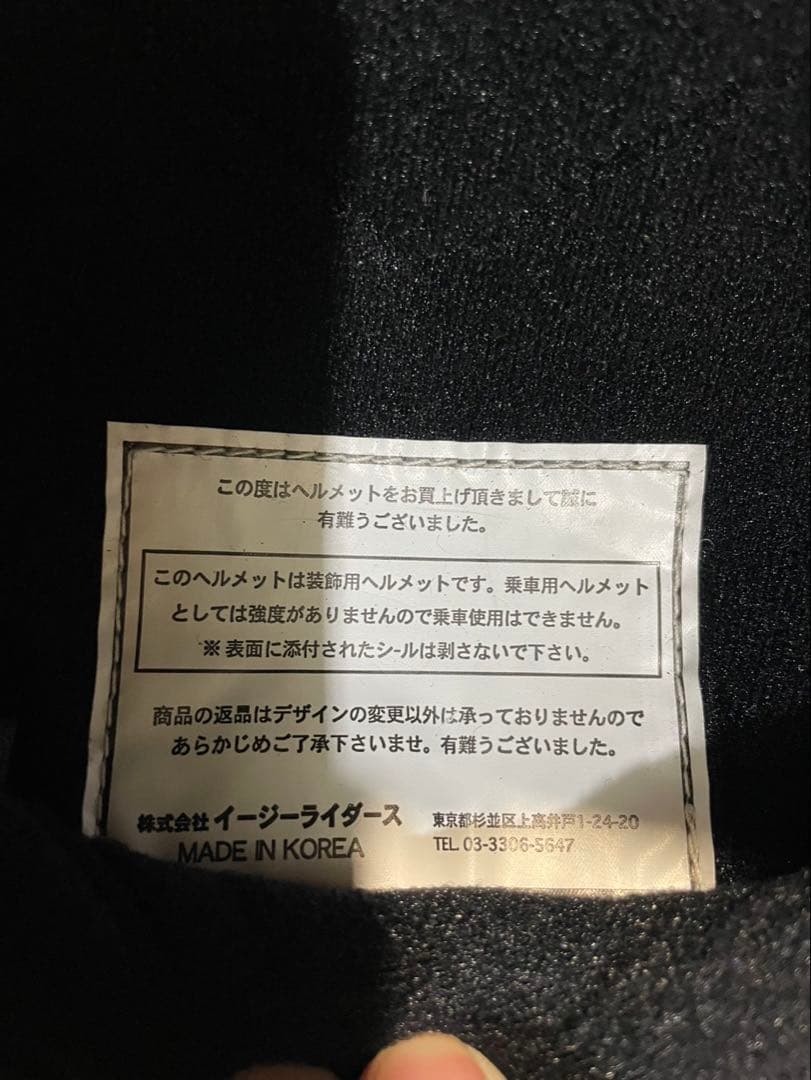 この度はヘルメットをお買上げ頂きまして誠に
有難うございました。
このヘルメットは装飾用ヘルメットです。乗車用ヘルメット
としては強度がありませんので乗車使用はできません。
※表面に添付されたシールは剥さないで下さい。
商品の返品はデザインの変更以外は承っておりませんので
あらかじめご了承下さいませ。有難うございました。
株式会社 イージーライダース
東京都杉並区上高井戸1-24-20
MADE IN KOREA
TEL 03-3306-5647